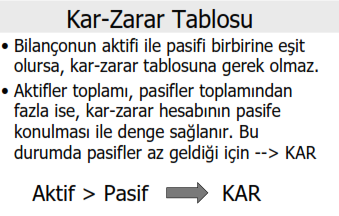 Kar-Zarar Tablosu
• Bilançonun aktifi ile pasifi birbirine eşit
olursa, kar-zarar tablosuna gerek olmaz.
• Aktifler toplamı, pasifler toplamından
fazla ise, kar-zarar hesabının pasife
konulması ile denge sağlanır. Bu
durumda pasifler az geldiği için --> KAR
Aktif > Pasif KAR